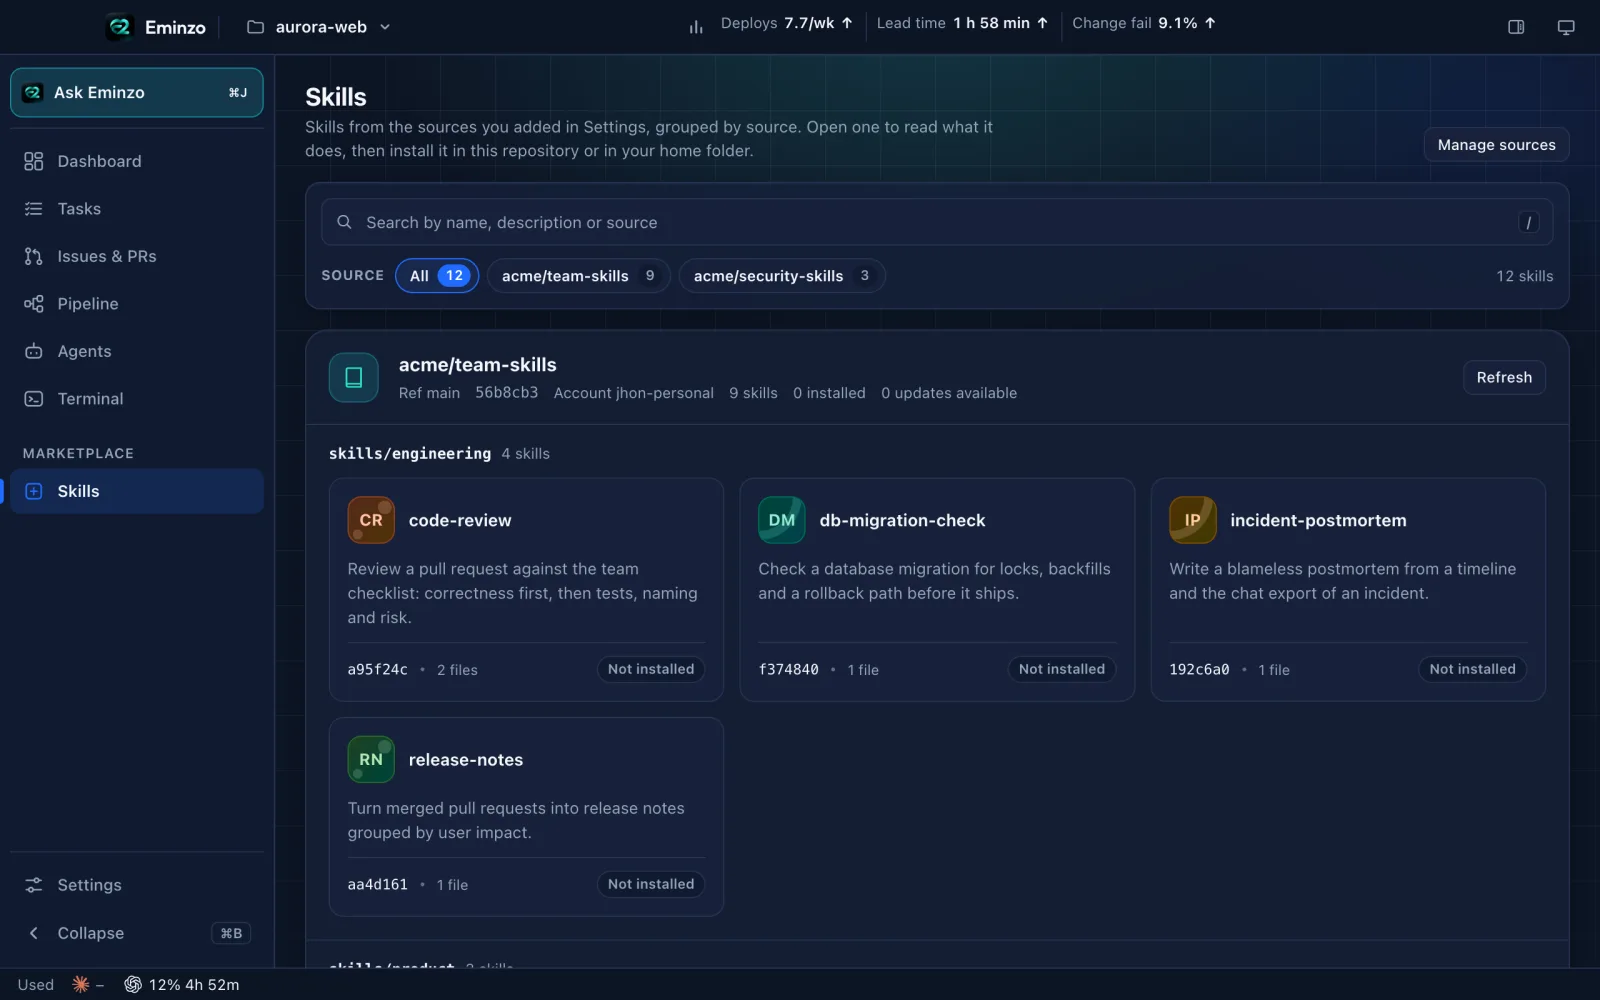 Eminzo
aurora-web
Deploys 7.7/wk ↑
Lead time 1 h 58 min ↑
Change fail 9.1% ↑
Ask Eminzo ⌘J
Dashboard
Tasks
Issues & PRs
Pipeline
Agents
Terminal
MARKETPLACE
Skills
Settings
Collapse ⌘B
Skills
Skills from the sources you added in Settings, grouped by source. Open one to read what it
does, then install it in this repository or in your home folder.
Manage sources
Search by name, description or source /
SOURCE All 12 acme/team-skills 9 acme/security-skills 3 12 skills
acme/team-skills
Ref main 56b8cb3 Account jhon-personal 9 skills 0 installed 0 updates available
Refresh
skills/engineering 4 skills
CR code-review
Review a pull request against the team
checklist: correctness first, then tests, naming
and risk.
a95f24c • 2 files Not installed
DM db-migration-check
Check a database migration for locks, backfills
and a rollback path before it ships.
f374840 • 1 file Not installed
IP incident-postmortem
Write a blameless postmortem from a timeline
and the chat export of an incident.
192c6a0 • 1 file Not installed
RN release-notes
Turn merged pull requests into release notes
grouped by user impact.
aa4d161 • 1 file Not installed
skills/product
Used – 12% 4h 52m